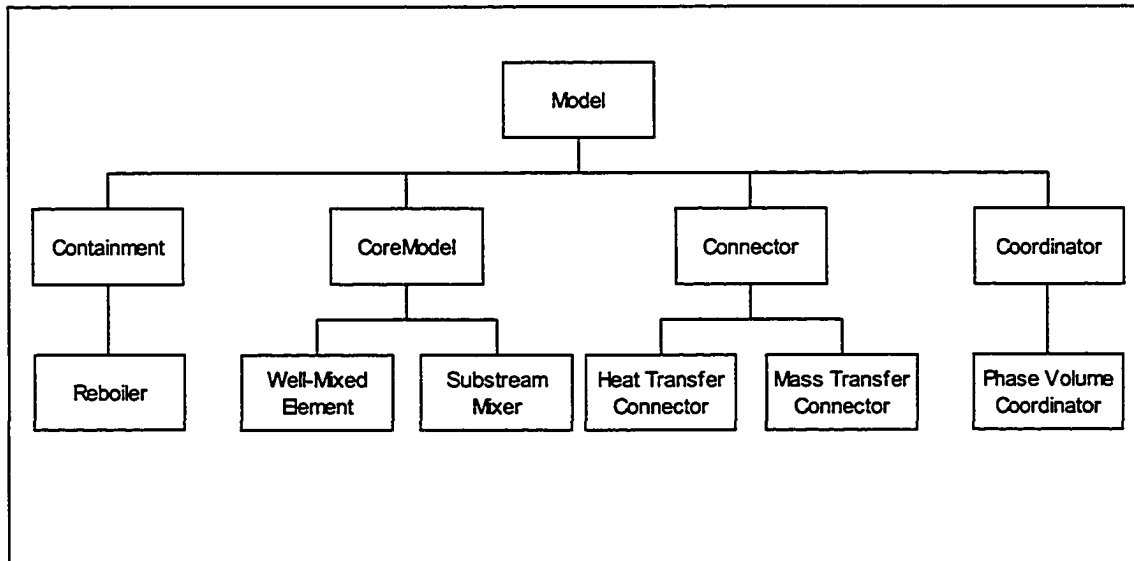 Model
Containment
CoreModel
Connector
Coordinator
Reboiler
Well-Mixed
Element
Substream
Mixer
Heat Transfer
Connector
Mass Transfer
Connector
Phase Volume
Coordinator